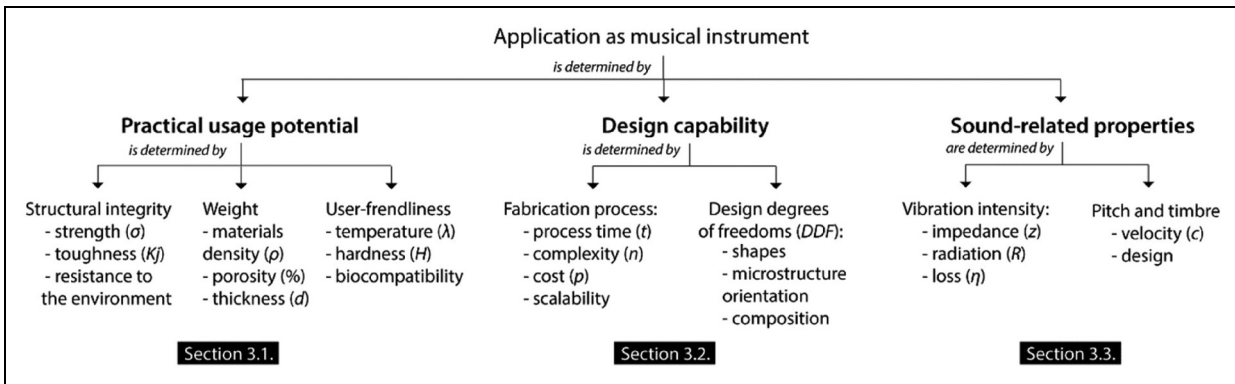 Application as musical instrument
is determined by
Practical usage potential
is determined by
Structural integrity
- strength (σ)
- toughness (Kj)
- resistance to
the environment
Weight
- materials
density (ρ)
- porosity (%)
- thickness (d)
User-frendliness
- temperature (λ)
- hardness (H)
- biocompatibility
Section 3.1.
Design capability
is determined by
Fabrication process:
- process time (t)
- complexity (n)
- cost (p)
- scalability
Design degrees
of freedoms (DDF):
- shapes
- microstructure
orientation
- composition
Section 3.2.
Sound-related properties
are determined by
Vibration intensity:
- impedance (z)
- radiation (R)
- loss (η)
Pitch and timbre
- velocity (c)
- design
Section 3.3.